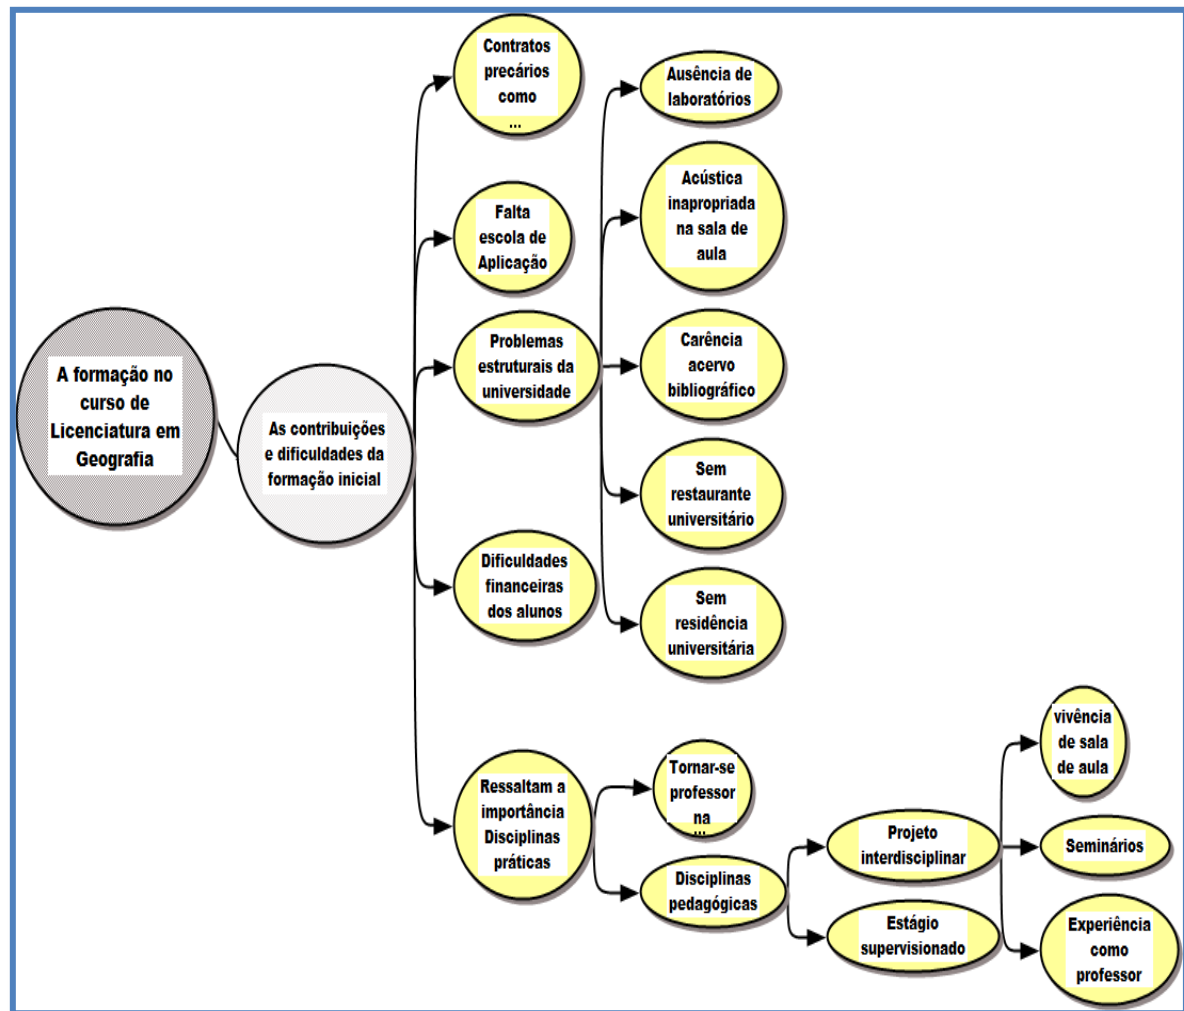 A formação no
curso de
Licenciatura em
Geografia
As contribuições
e dificuldades da
formação inicial
Contratos
precários
como
...
Falta
escola de
Aplicação
Problemas
estruturais da
universidade
Dificuldades
financeiras
dos alunos
Ressaltam a
importância
Disciplinas
práticas
Ausência de
laboratórios
Acústica
inapropriada
na sala de
aula
Carência
acervo
bibliográfico
Sem
restaurante
universitário
Sem
residência
universitária
Tornar-se
professor
na
...
Disciplinas
pedagógicas
Projeto
interdisciplinar
Estágio
supervisionado
vivência
de sala
de aula
Seminários
Experiência
como
professor